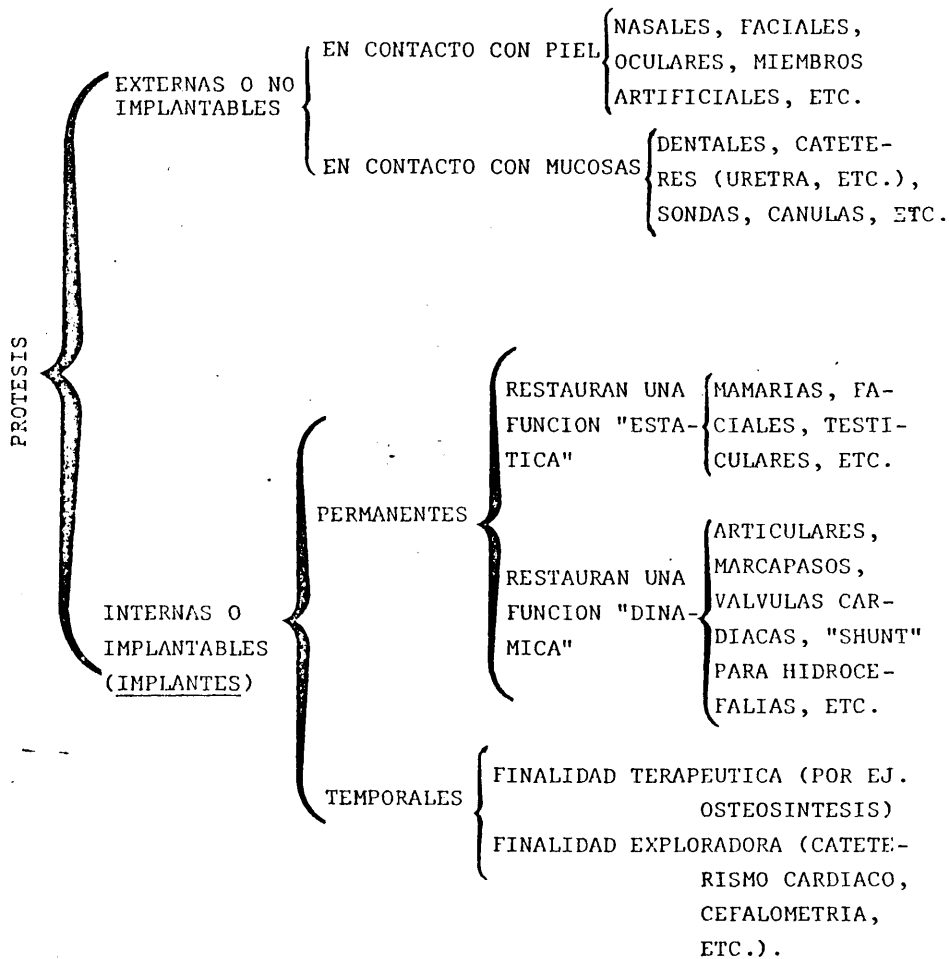 PROTESIS
EXTERNAS O NO
IMPLANTABLES
EN CONTACTO CON PIEL
NASALES, FACIALES,
OCULARES, MIEMBROS
ARTIFICIALES, ETC.
EN CONTACTO CON MUCOSAS
DENTALES, CATETE-
RES (URETRA, ETC.),
SONDAS, CANULAS, ETC.
INTERNAS O
IMPLANTABLES
(IMPLANTES)
PERMANENTES
RESTAURAN UNA
FUNCION "ESTA-
TICA"
MAMARIAS, FA-
CIALES, TESTI-
CULARES, ETC.
RESTAURAN UNA
FUNCION "DINA-
MICA"
ARTICULARES,
MARCAPASOS,
VALVULAS CAR-
DIACAS, "SHUNT"
PARA HIDROCE-
FALIAS, ETC.
TEMPORALES
FINALIDAD TERAPEUTICA (POR EJ.
OSTEOSINTESIS)
FINALIDAD EXPLORADORA (CATETE-
RISMO CARDIACO,
CEFALOMETRIA,
ETC.).